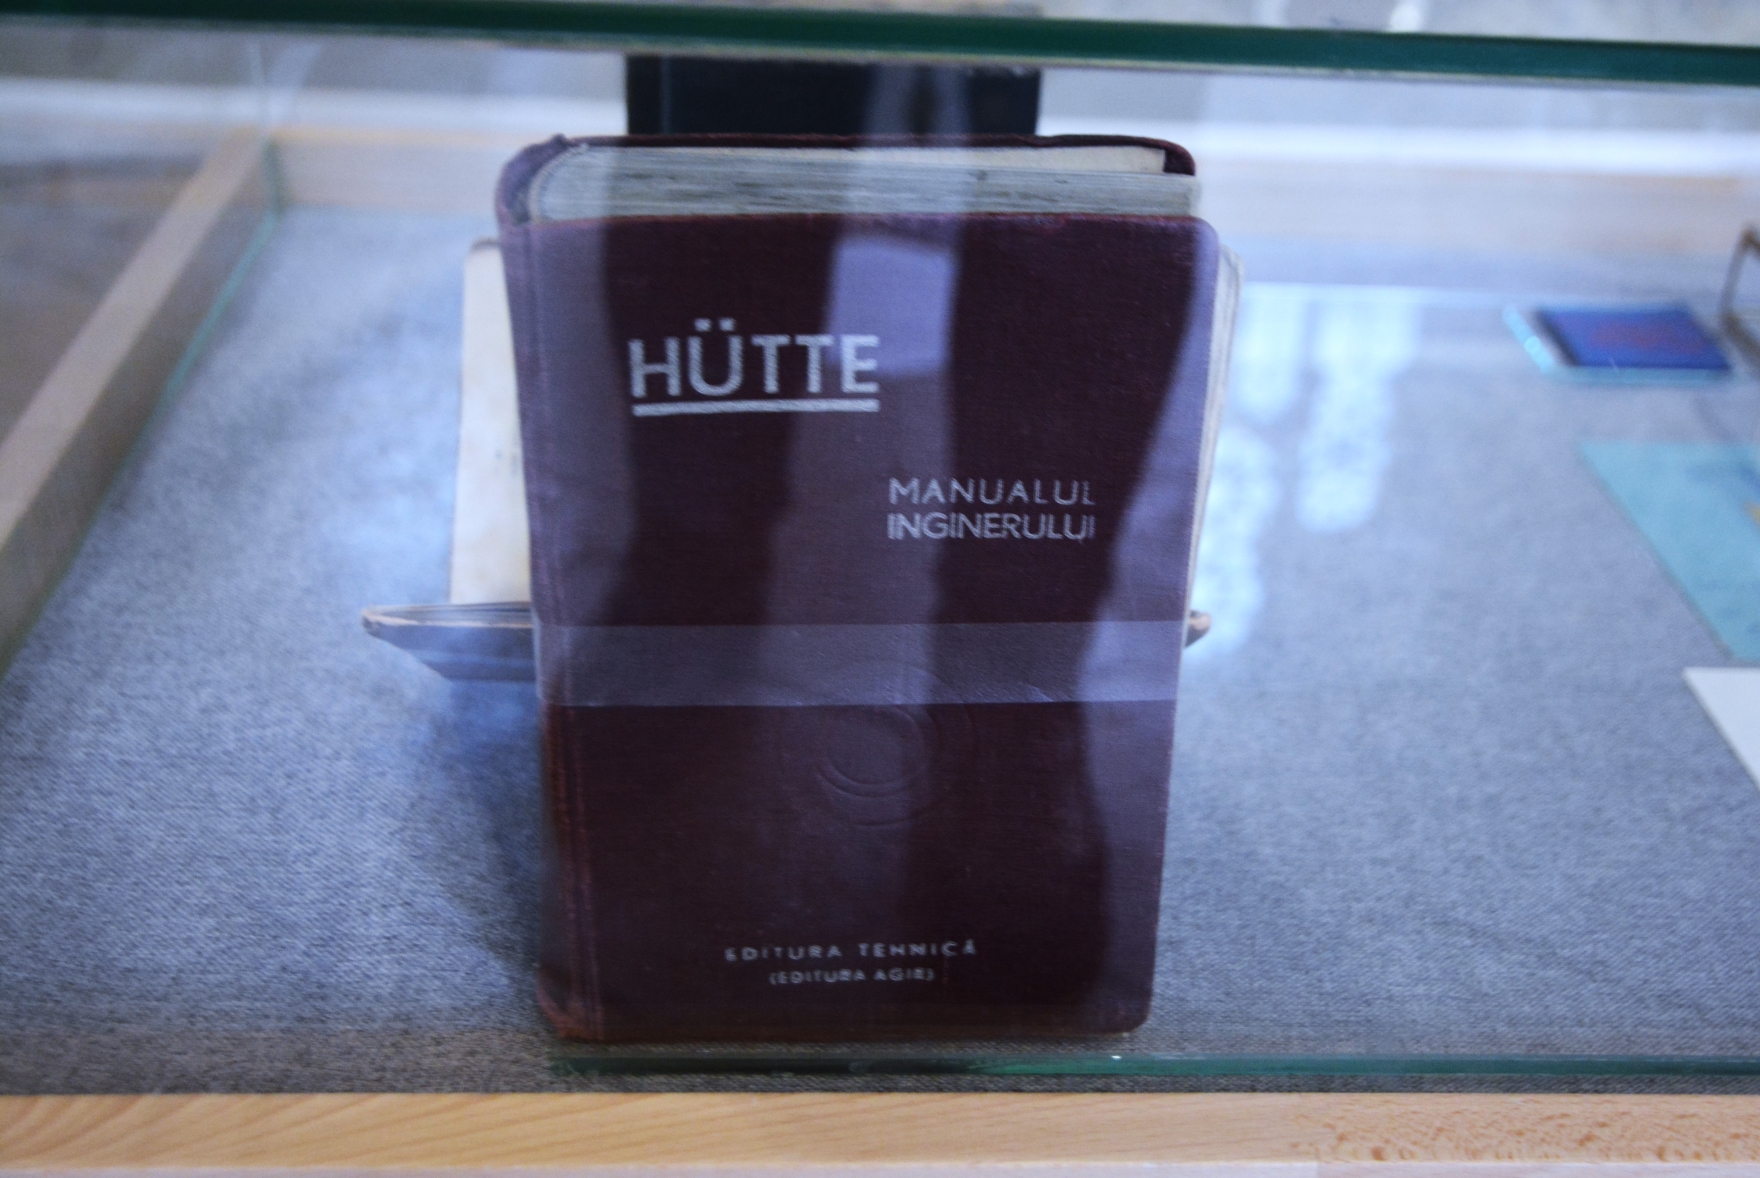 HÜTTE
MANUALUL
INGINERULUI
EDITURA TEHNICĂ
(EDITURA AGIR)